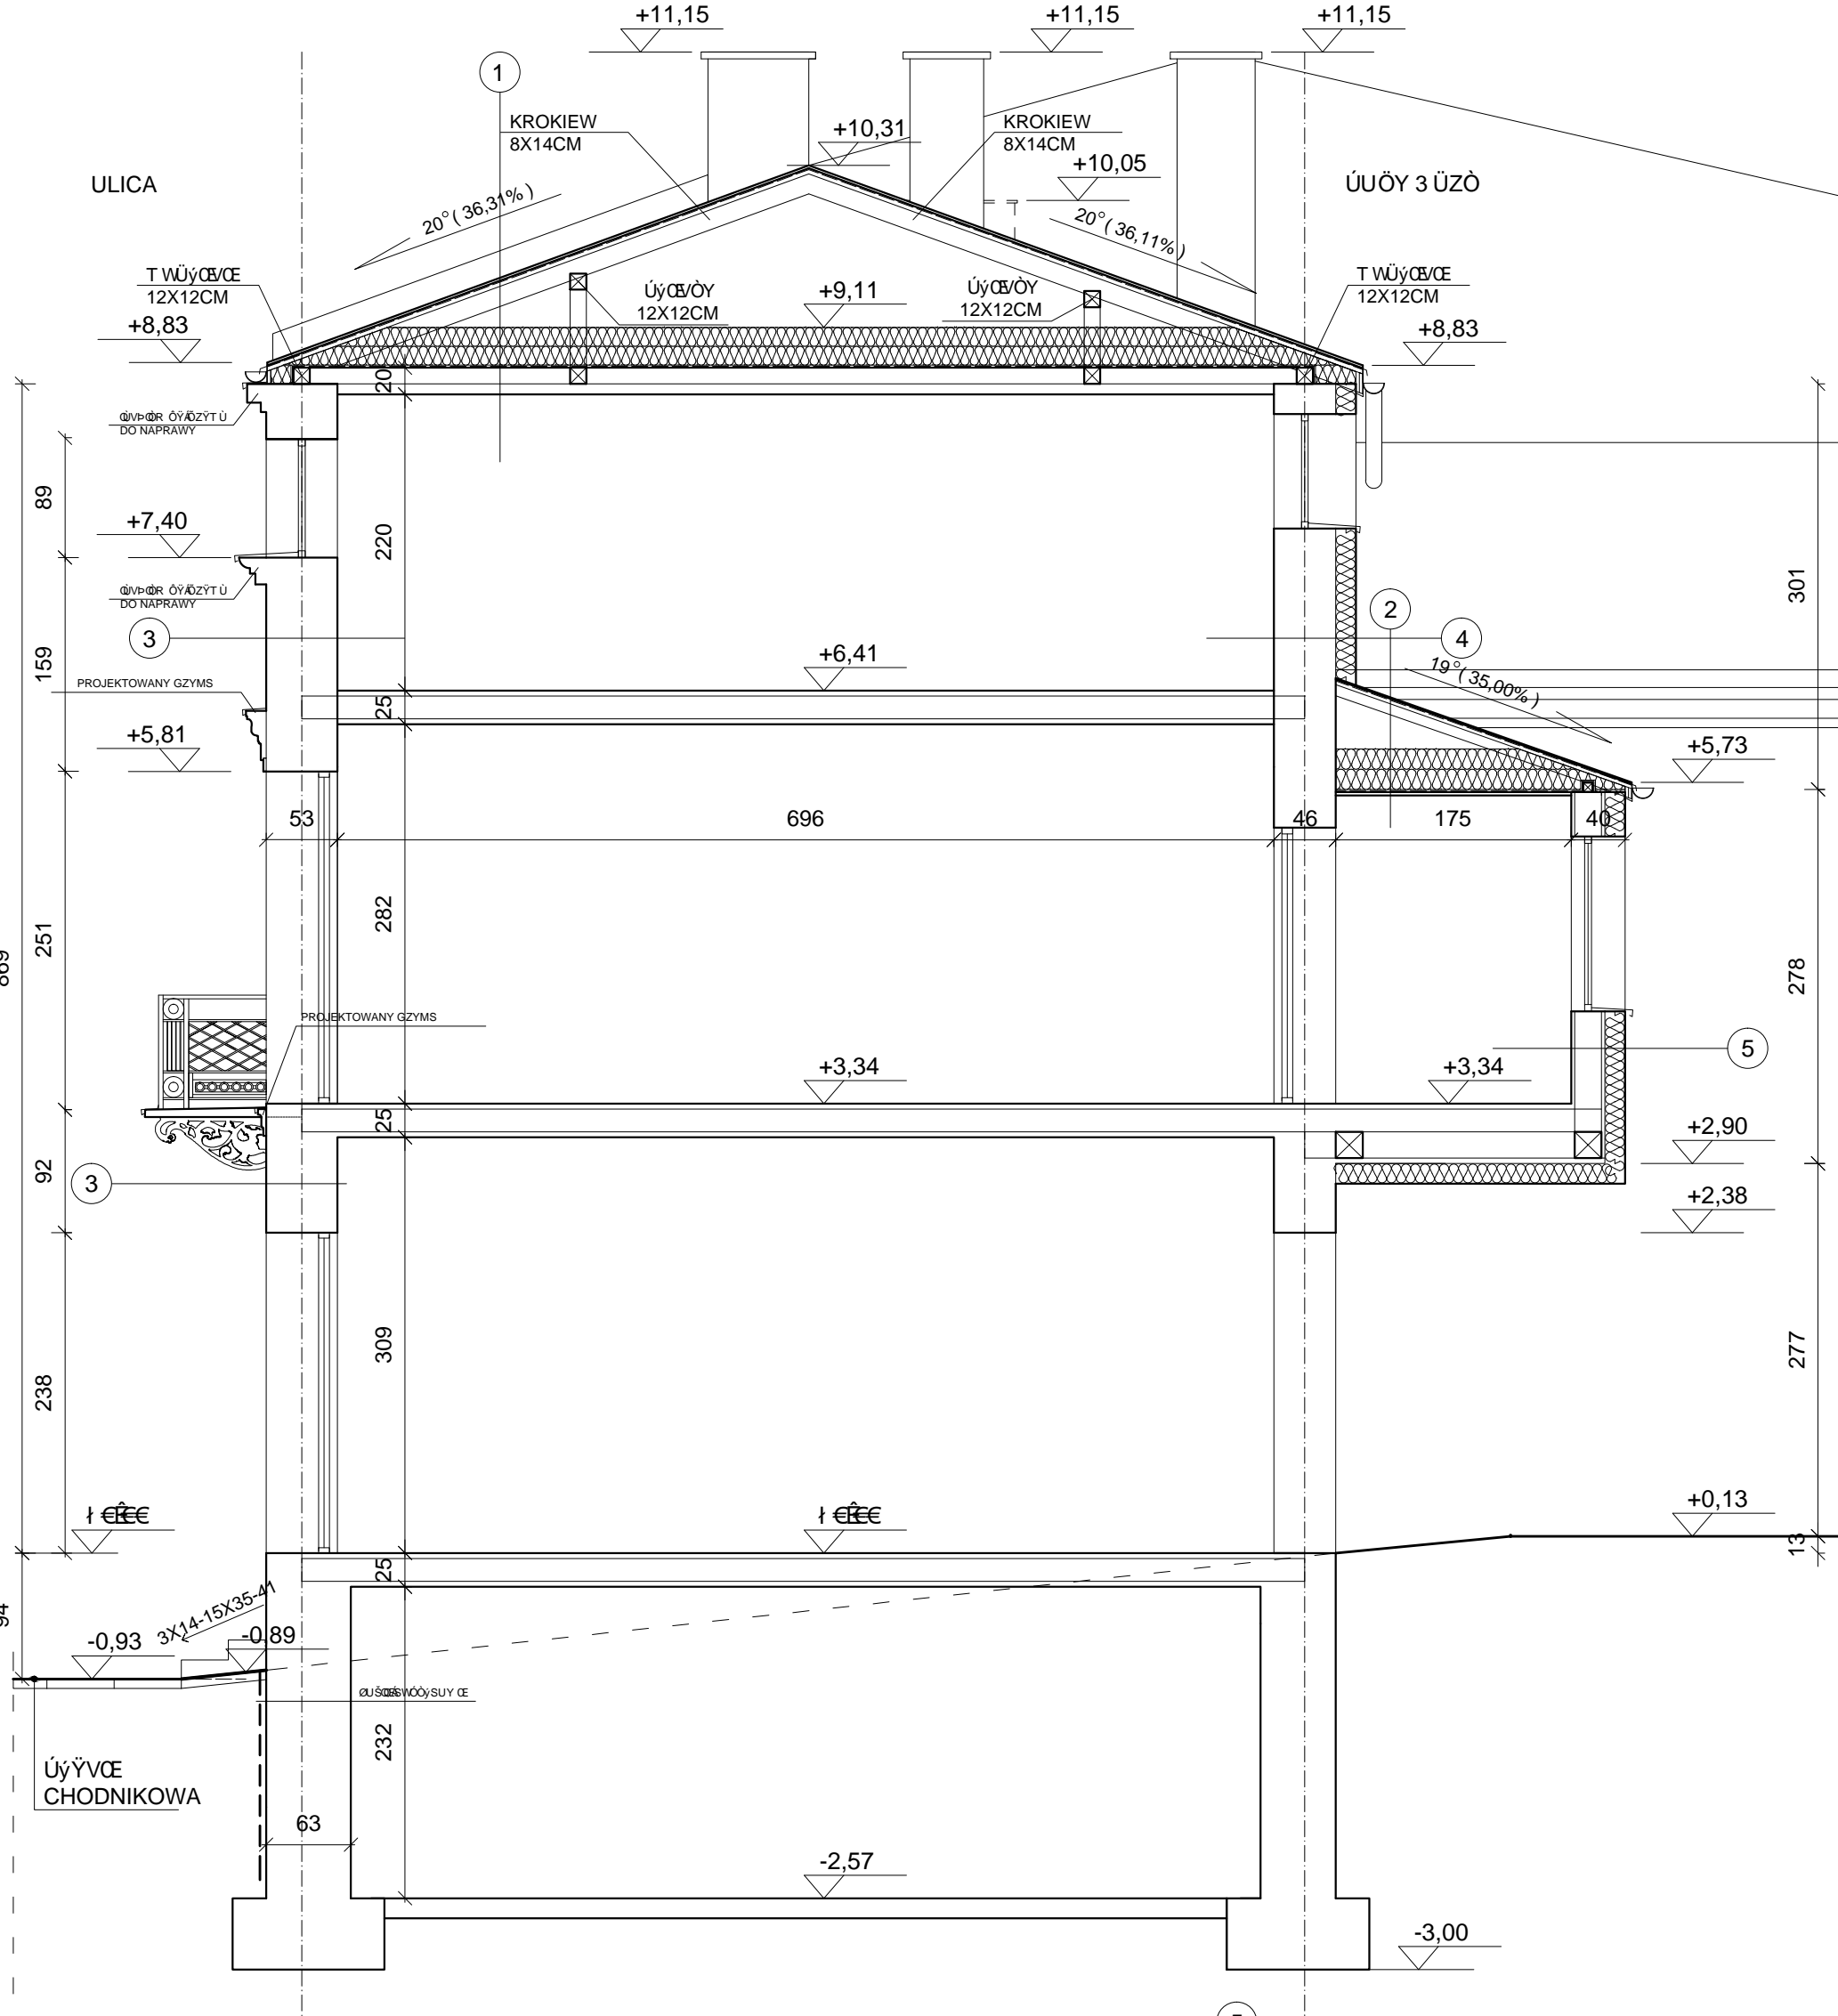 +11,15
+11,15
+11,15
1
KROKIEW
8X14CM
+10,31
KROKIEW
8X14CM
+10,05
ULICA
20°( 36,31% )
20°( 36,11% )
ÚUÖY 3 ÜZÒ
12X12CM
+8,83
12X12CM
+9,11
12X12CM
12X12CM
+8,83
20
DO NAPRAWY
89
+7,40
220
DO NAPRAWY
301
3
2
4
159
+6,41
19°( 35,00% )
PROJEKTOWANY GZYMS
25
+5,81
+5,73
53
696
46
175
40
869
251
282
278
PROJEKTOWANY GZYMS
5
+3,34
+3,34
25
+2,90
92
3
+2,38
309
277
238
+0,13
13
25
94
3X14-15X35-41
-0,93
-0,89
232
CHODNIKOWA
63
-2,57
-3,00